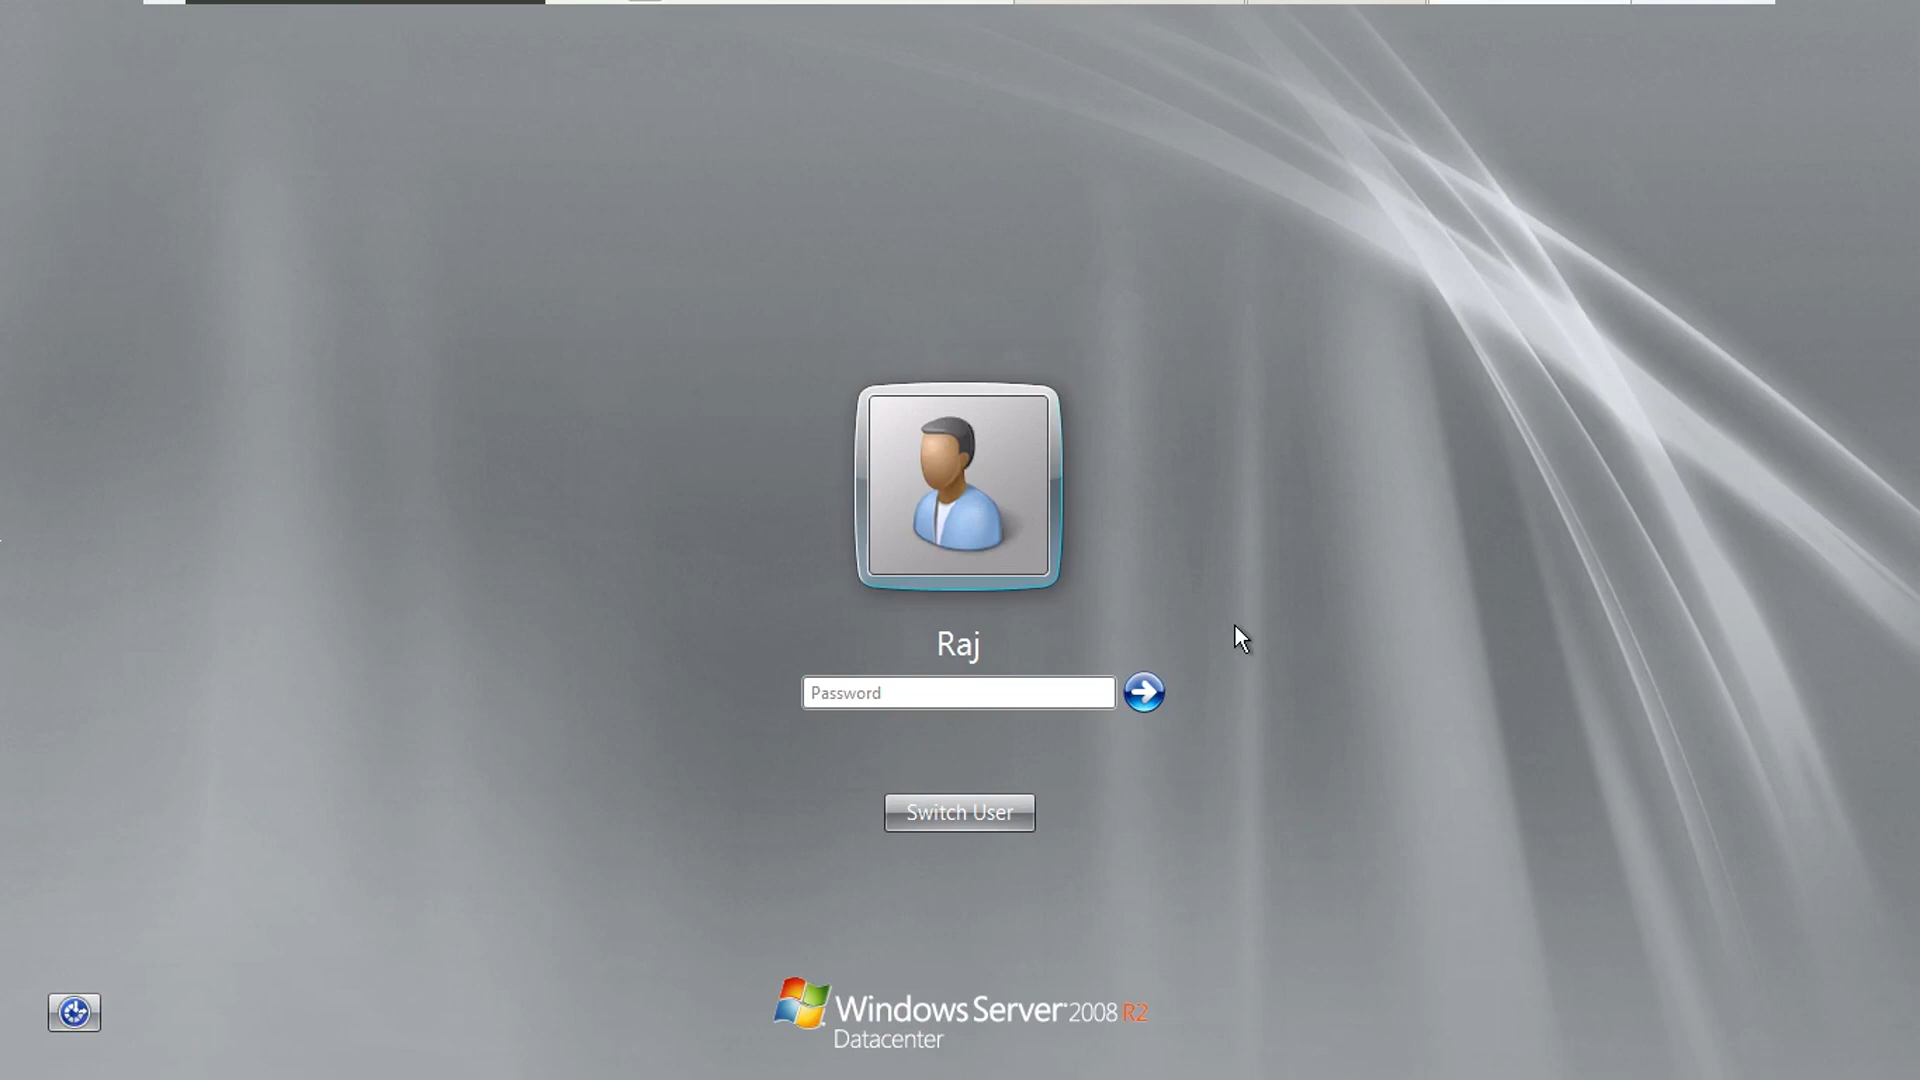 Raj
Password
Switch User
Windows Server 2008 R2
Datacenter